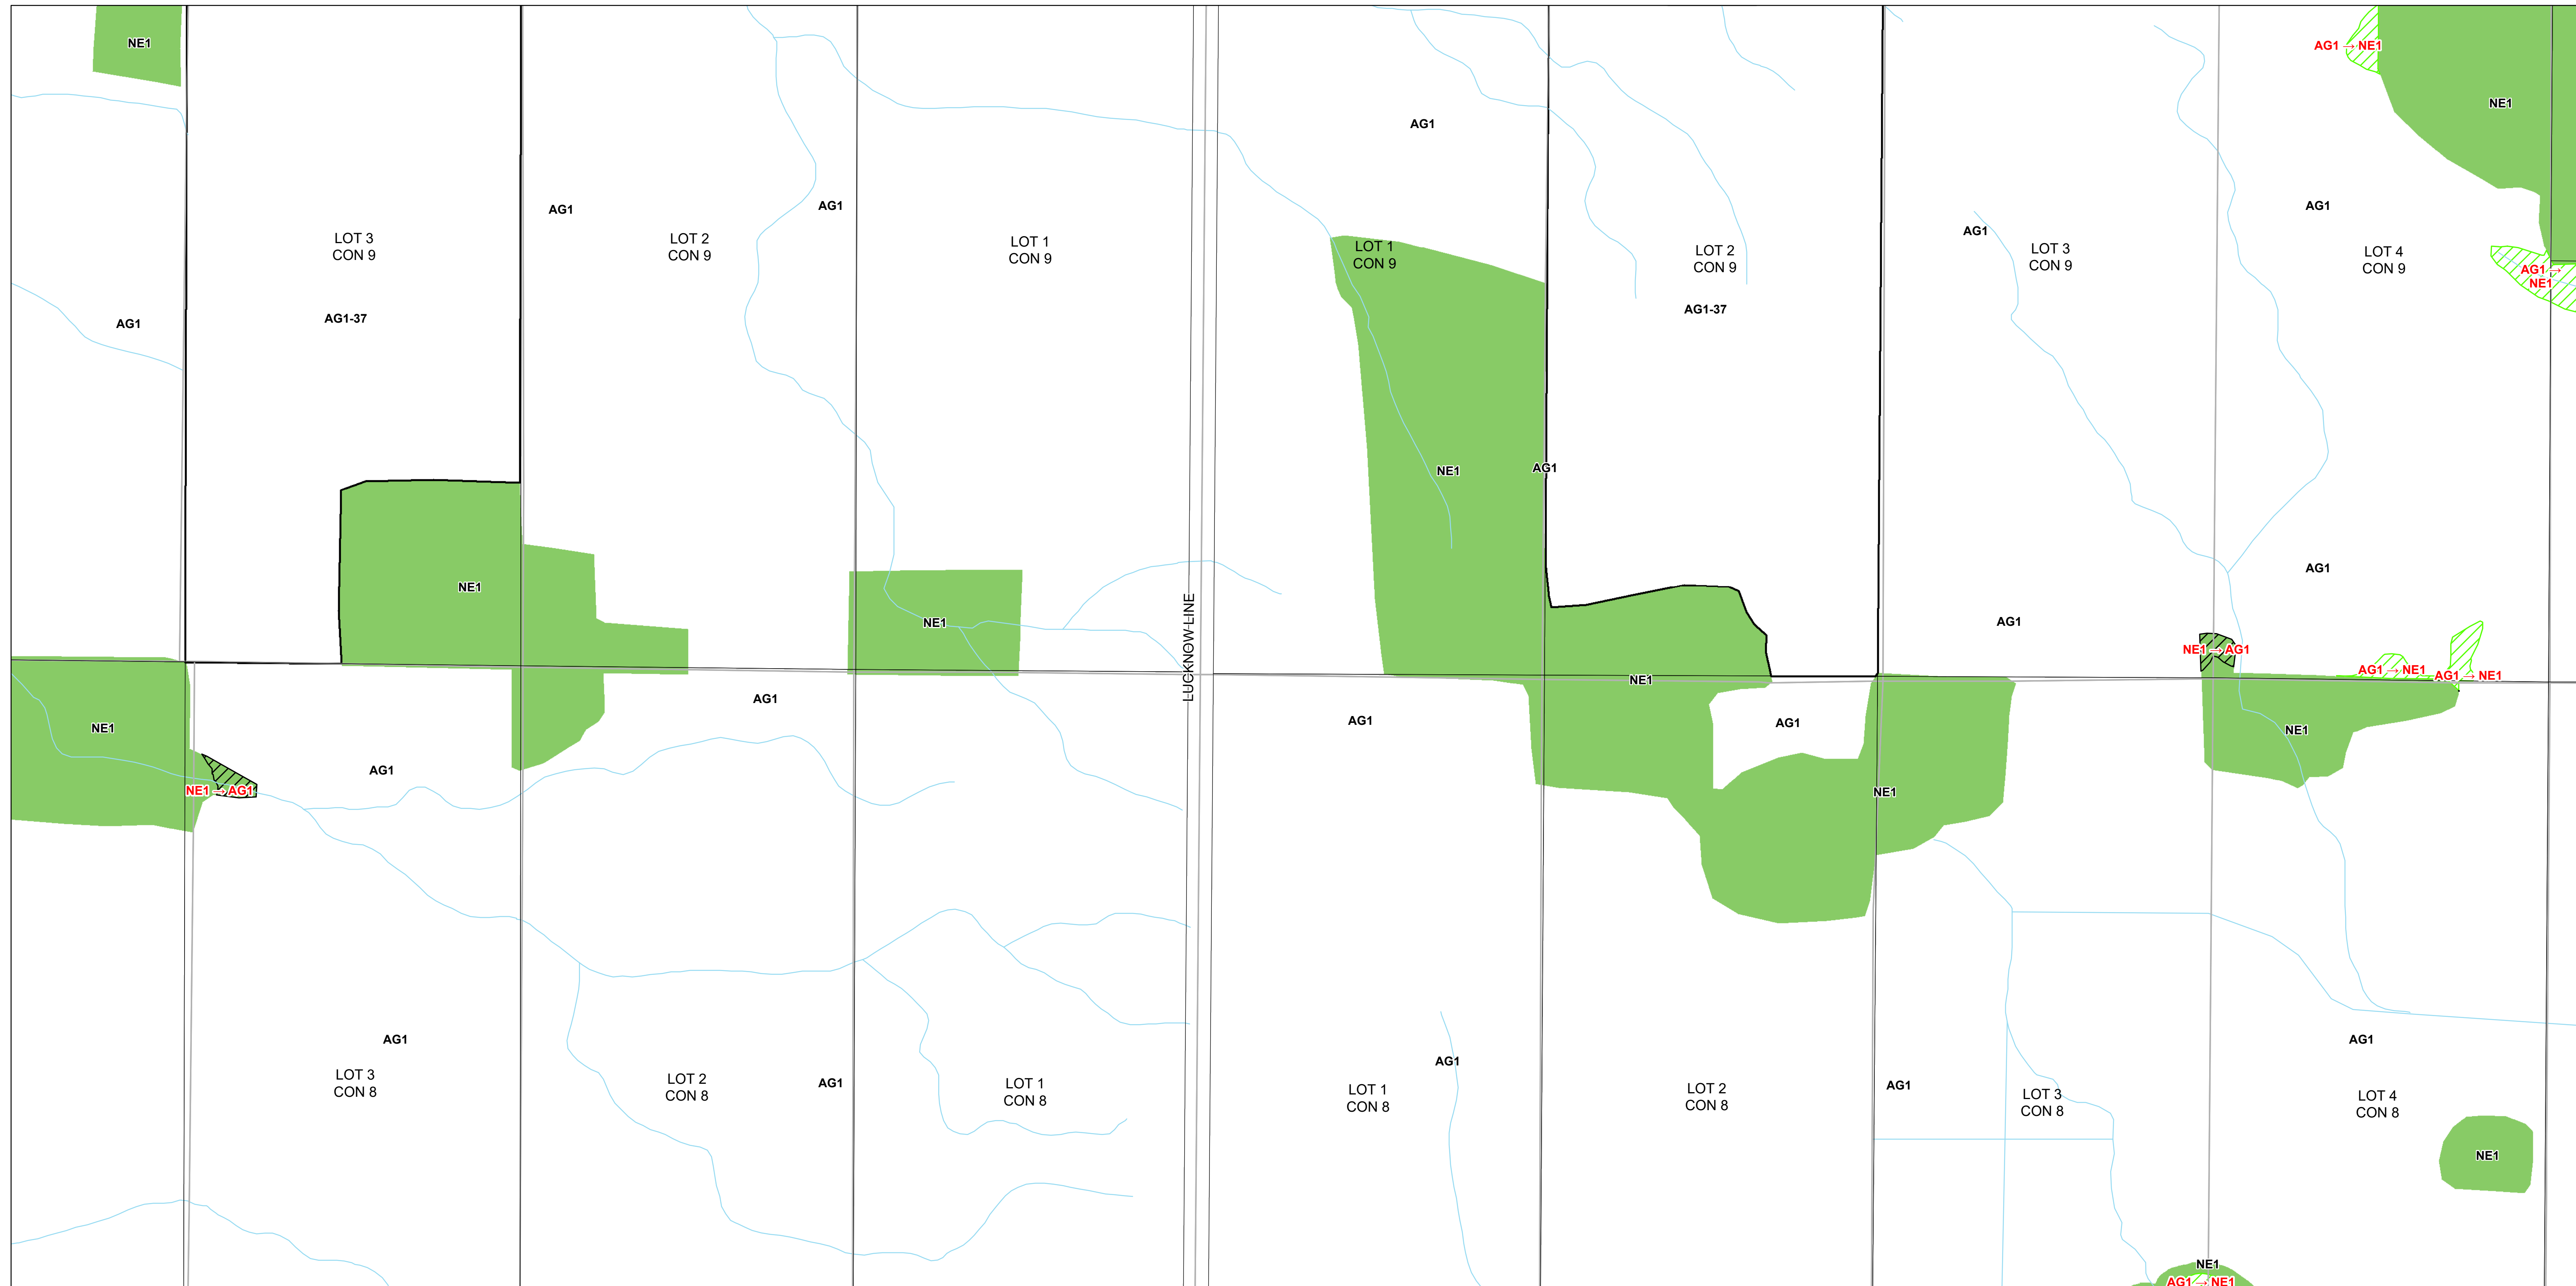 NE1
AG1 → NE1
NE1
AG1
AG1
AG1
AG1
AG1
LOT 3
CON 9
LOT 2
CON 9
LOT 1
CON 9
LOT 1
CON 9
LOT 2
CON 9
AG1
LOT 3
CON 9
LOT 4
CON 9
AG1 →
NE1
AG1
AG1-37
AG1-37
NE1
AG1
NE1
AG1
NE1
LUCKNOW LINE
AG1
NE1 → AG1
AG1 → NE1
AG1 → NE1
NE1
AG1
AG1
AG1
NE1
NE1
AG1
NE1 → AG1
NE1
AG1
AG1
AG1
LOT 3
CON 8
LOT 2
CON 8
AG1
LOT 1
CON 8
LOT 1
CON 8
LOT 2
CON 8
AG1
LOT 3
CON 8
LOT 4
CON 8
NE1
NE1
AG1 → NE1